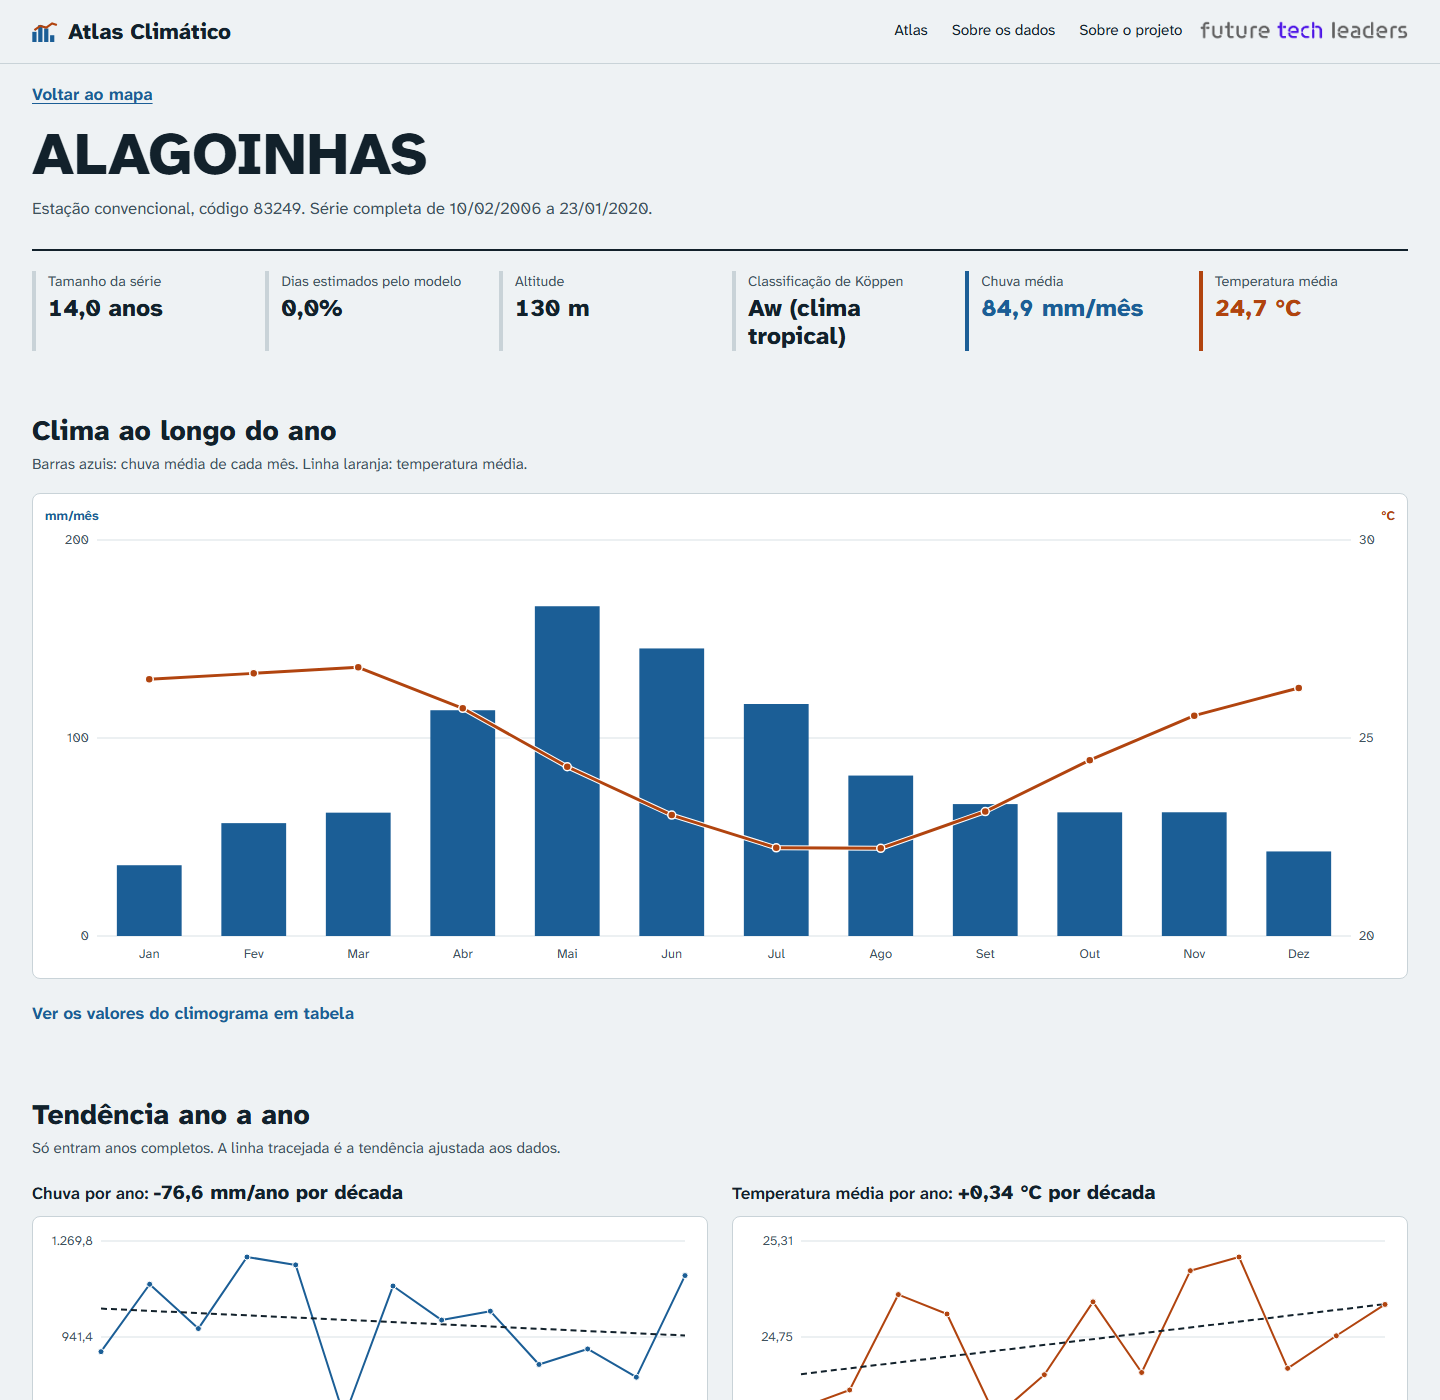 Atlas Climático
Atlas
Sobre os dados
Sobre o projeto
future tech leaders
Voltar ao mapa
ALAGOINHAS
Estação convencional, código 83249. Série completa de 10/02/2006 a 23/01/2020.
Tamanho da série
14,0 anos
Dias estimados pelo modelo
0,0%
Altitude
130 m
Classificação de Köppen
Aw (clima
tropical)
Chuva média
84,9 mm/mês
Temperatura média
24,7 °C
Clima ao longo do ano
Barras azuis: chuva média de cada mês. Linha laranja: temperatura média.
mm/mês
°C
200
30
100
25
0
20
Jan
Fev
Mar
Abr
Mai
Jun
Jul
Ago
Set
Out
Nov
Dez
Ver os valores do climograma em tabela
Tendência ano a ano
Só entram anos completos. A linha tracejada é a tendência ajustada aos dados.
Chuva por ano: -76,6 mm/ano por década
1.269,8
941,4
Temperatura média por ano: +0,34 °C por década
25,31
24,75